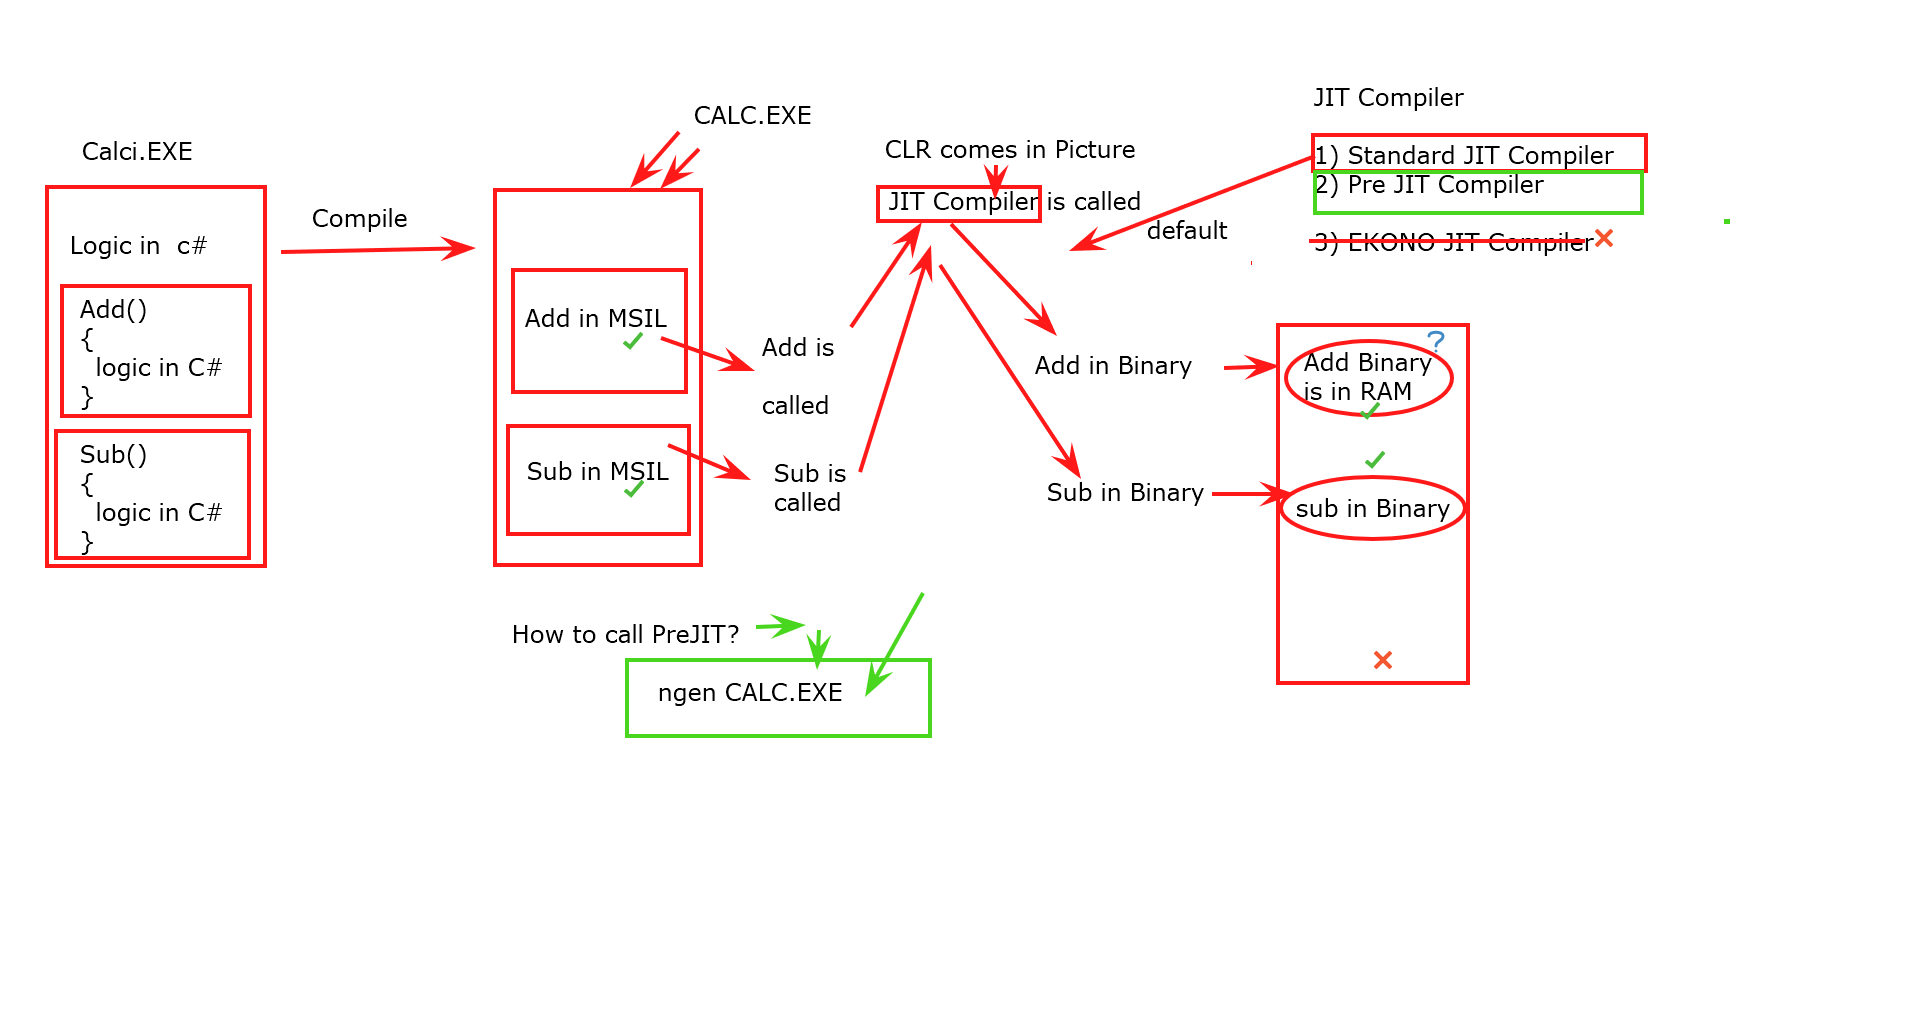 Calci.EXE
Logic in  c#
Add()
{
  logic in C#
}
Sub()
{
  logic in C#
}
Compile
CALC.EXE
Add in MSIL
Sub in MSIL
Add is
called
Sub is
called
CLR comes in Picture
JIT Compiler is called
default
Add in Binary
Sub in Binary
JIT Compiler
1) Standard JIT Compiler
2) Pre JIT Compiler
3) EKONO JIT Compiler
?
Add Binary
is in RAM
sub in Binary
How to call PreJIT?
ngen CALC.EXE